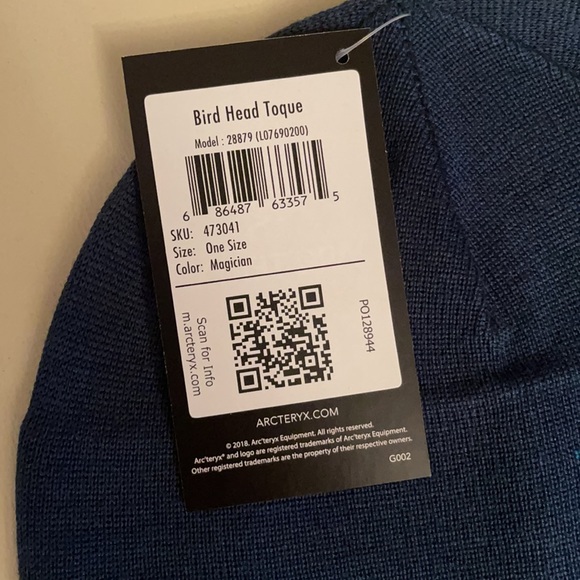 Bird Head Toque
Model : 28879 (L07690200)
6 86487 63357 5
SKU: 473041
Size: One Size
Color: Magician
Scan for Info
m.arcteryx.com
PO128944
ARCTERYX.COM
© 2018. Arc'teryx Equipment. All rights reserved.
Arc'teryx® and logo are registered trademarks of Arc'teryx Equipment.
Other registered trademarks are the property of their respective owners.
G002